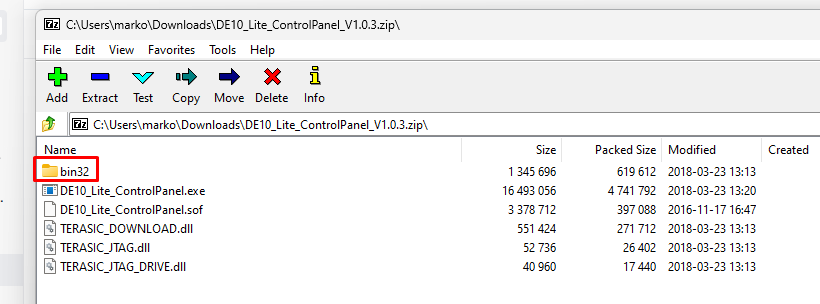 C:\Users\marko\Downloads\DE10_Lite_ControlPanel_V1.0.3.zip\
File Edit View Favorites Tools Help
Add Extract Test Copy Move Delete Info
C:\Users\marko\Downloads\DE10_Lite_ControlPanel_V1.0.3.zip\
Name Size Packed Size Modified Created
bin32 1 345 696 619 612 2018-03-23 13:13
DE10_Lite_ControlPanel.exe 16 493 056 4 741 792 2018-03-23 13:20
DE10_Lite_ControlPanel.sof 3 378 712 397 088 2016-11-17 16:47
TERASIC_DOWNLOAD.dll 551 424 271 712 2018-03-23 13:13
TERASIC_JTAG.dll 52 736 26 402 2018-03-23 13:13
TERASIC_JTAG_DRIVE.dll 40 960 17 440 2018-03-23 13:13